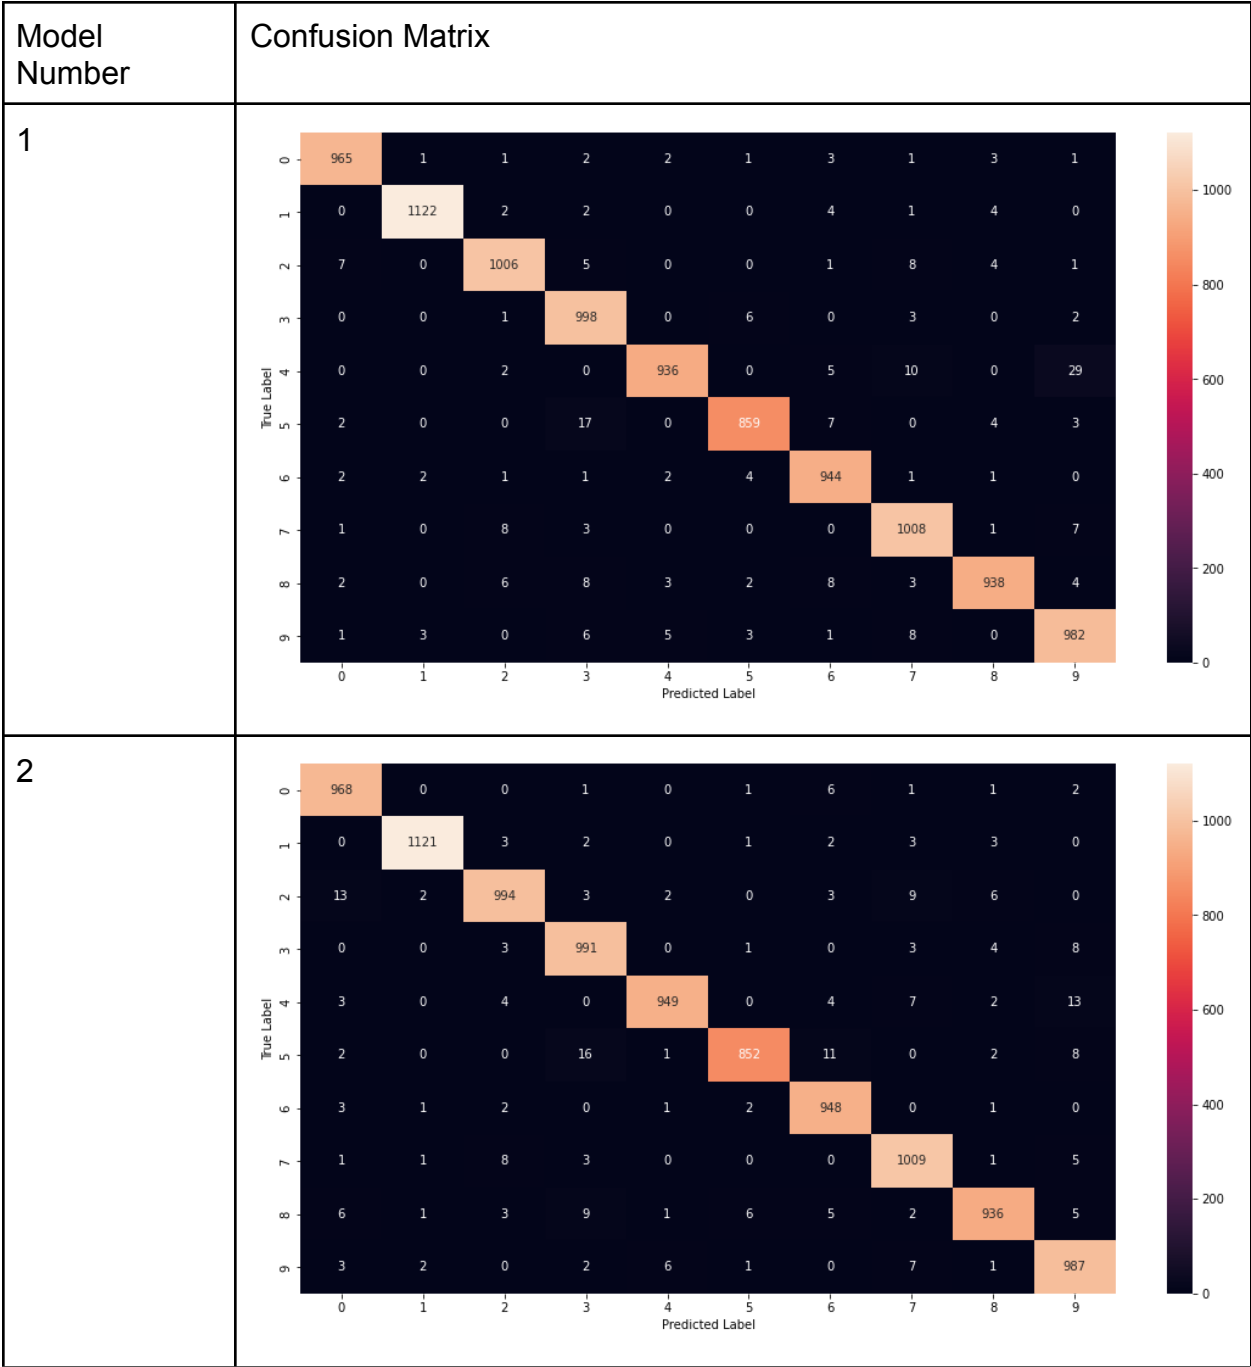 Model Number
Confusion Matrix
1
0 965 1 1 2 2 1 3 1 3 1
1 0 1122 2 2 0 0 4 1 4 0
2 7 0 1006 5 0 0 1 8 4 1
3 0 0 1 998 0 6 0 3 0 2
4 0 0 2 0 936 0 5 10 0 29
5 2 0 0 17 0 859 7 0 4 3
6 2 2 1 1 2 4 944 1 1 0
7 1 0 8 3 0 0 0 1008 1 7
8 2 0 6 8 3 2 8 3 938 4
9 1 3 0 6 5 3 1 8 0 982
0 1 2 3 4 5 6 7 8 9
True Label
Predicted Label
1000
800
600
400
200
0
2
0 968 0 0 1 0 1 6 1 1 2
1 0 1121 3 2 0 1 2 3 3 0
2 13 2 994 3 2 0 3 9 6 0
3 0 0 3 991 0 1 0 3 4 8
4 3 0 4 0 949 0 4 7 2 13
5 2 0 0 16 1 852 11 0 2 8
6 3 1 2 0 1 2 948 0 1 0
7 1 1 8 3 0 0 0 1009 1 5
8 6 1 3 9 1 6 5 2 936 5
9 3 2 0 2 6 1 0 7 1 987
0 1 2 3 4 5 6 7 8 9
True Label
Predicted Label
1000
800
600
400
200
0